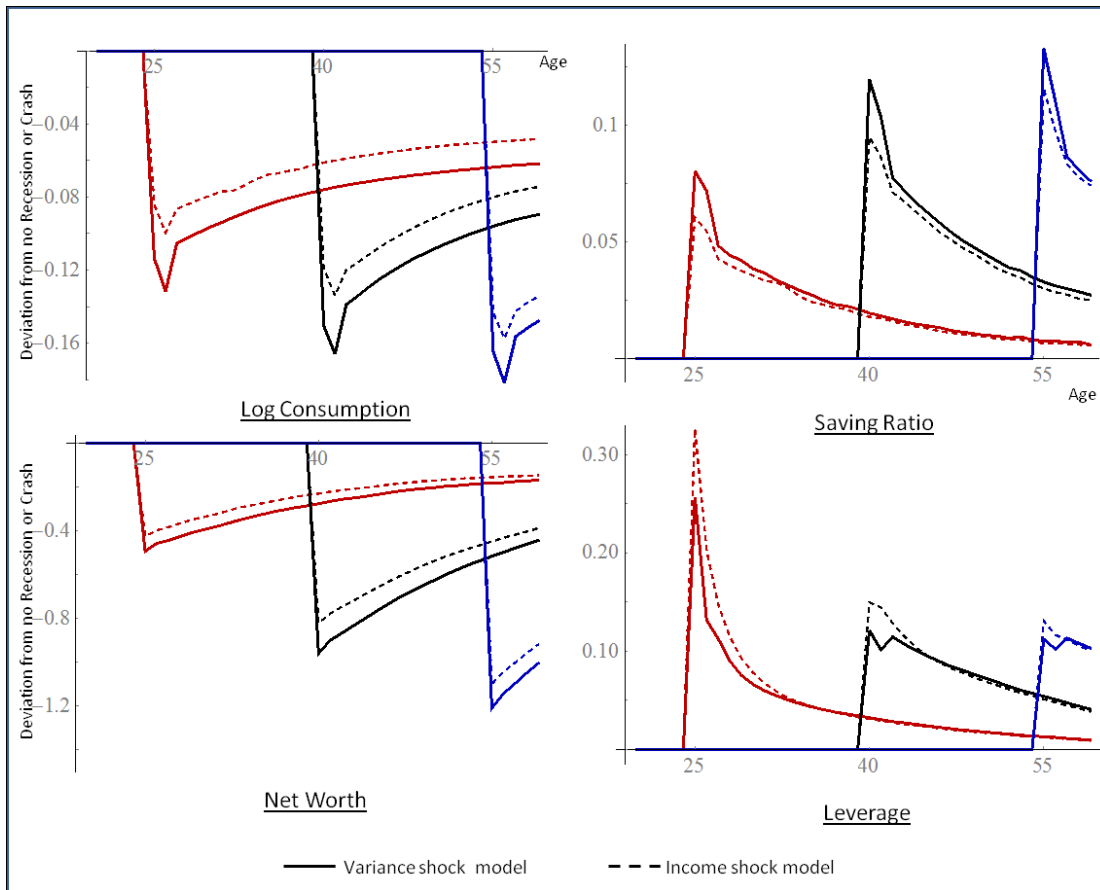 Deviation from no Recession or Crash
25
40
55
Age
−0.04
−0.08
−0.12
−0.16
Log Consumption
0.1
0.05
25
40
55
Age
Saving Ratio
Deviation from no Recession or Crash
25
40
55
−0.4
−0.8
−1.2
Net Worth
0.30
0.20
0.10
25
40
55
Leverage
Variance shock model
Income shock model